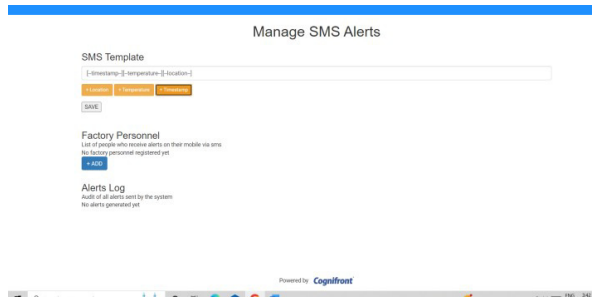 Manage SMS Alerts
SMS Template
[--timestamp-][--temperature-][--location-]
+ Location + Temperature + Timestamp
SAVE
Factory Personnel
List of people who receive alerts on their mobile via sms
No factory personnel registered yet
+ ADD
Alerts Log
Audit of all alerts sent by the system
No alerts generated yet
Powered by Cognifront
ENG